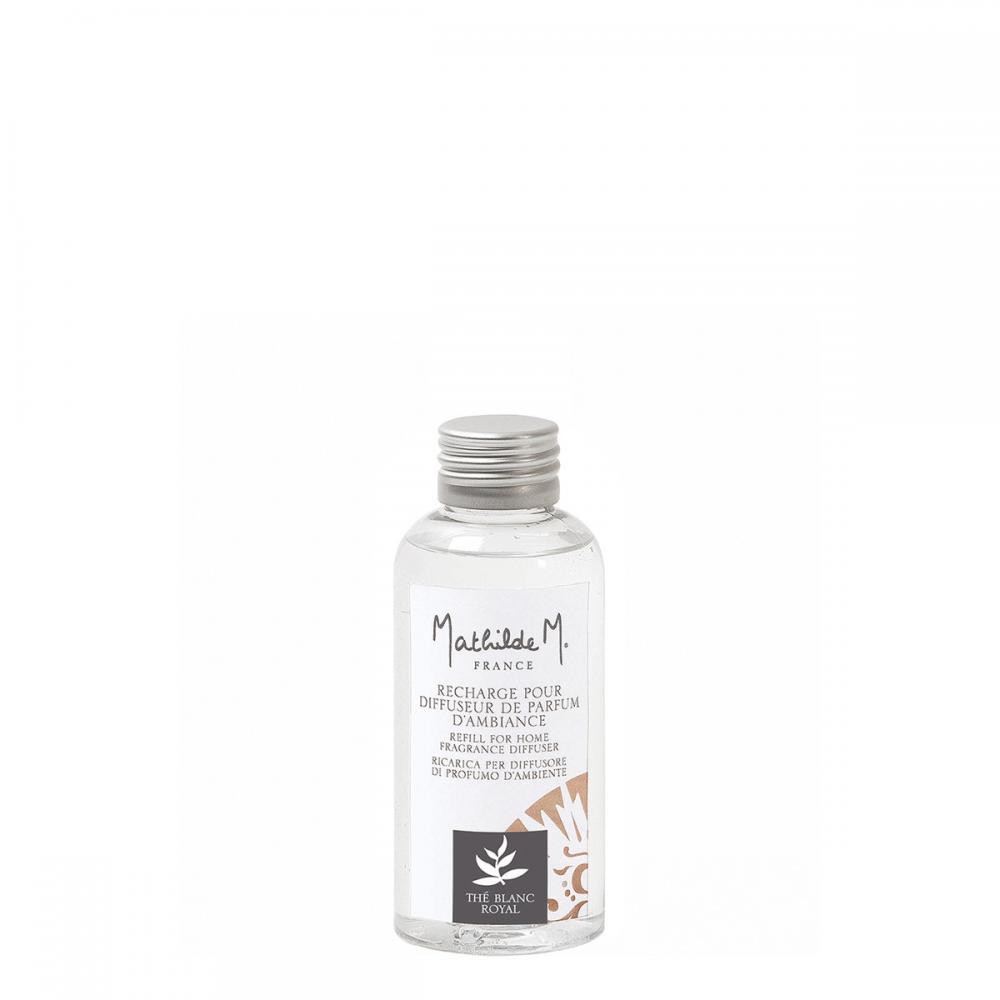 Mathilde M.
FRANCE
RECHARGE POUR
DIFFUSEUR DE PARFUM
D'AMBIANCE
REFILL FOR HOME
FRAGRANCE DIFFUSER
RICARICA PER DIFFUSORE
DI PROFUMO D'AMBIENTE
THÉ BLANC
ROYAL